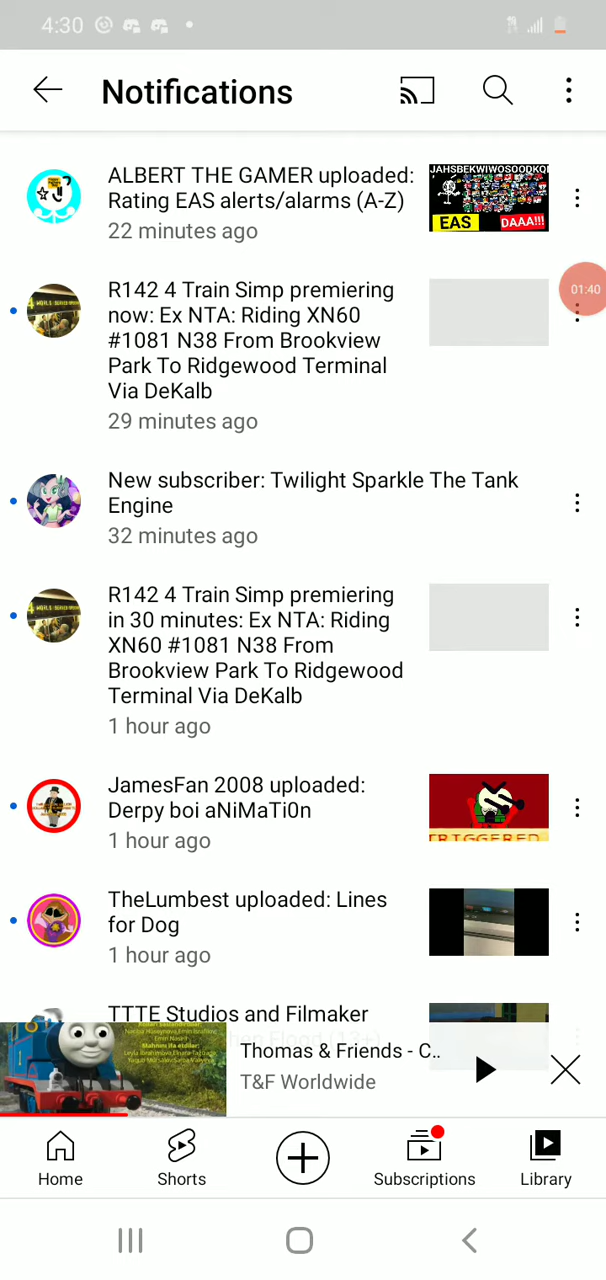 4:30
Notifications
ALBERT THE GAMER uploaded:
Rating EAS alerts/alarms (A-Z)
22 minutes ago
EAS
DAAA!!!
R142 4 Train Simp premiering
now: Ex NTA: Riding XN60
#1081 N38 From Brookview
Park To Ridgewood Terminal
Via DeKalb
29 minutes ago
01:40
New subscriber: Twilight Sparkle The Tank
Engine
32 minutes ago
R142 4 Train Simp premiering
in 30 minutes: Ex NTA: Riding
XN60 #1081 N38 From
Brookview Park To Ridgewood
Terminal Via DeKalb
1 hour ago
JamesFan 2008 uploaded:
Derpy boi aNiMaTi0n
1 hour ago
TRIGGERED
TheLumbest uploaded: Lines
for Dog
1 hour ago
TTTE Studios and Filmaker
Thomas & Friends - C..
T&F Worldwide
Home
Shorts
Subscriptions
Library